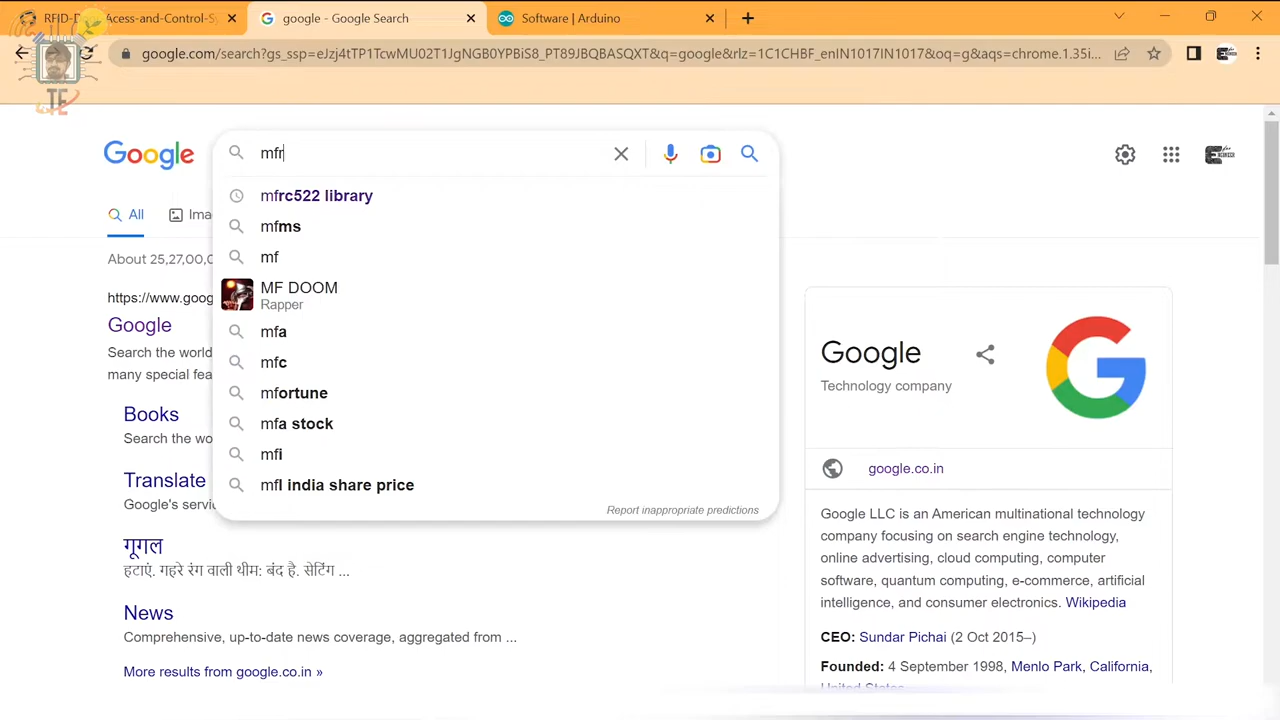 RFID-D Acess-and-Control-Sy
google - Google Search
Software | Arduino
google.com/search?gs_ssp=eJzj4tTP1TcwMU02T1JgNGB0YPBiS8_PT89JBQBASQXT&q=google&rlz=1C1CHBF_enIN1017IN1017&oq=g&aqs=chrome.1.35i...
TE
Google
mfr
mfrc522 library
mfms
mf
MF DOOM
Rapper
mfa
mfc
mfortune
mfa stock
mfi
mfl india share price
Report inappropriate predictions
All
Ima
About 25,27,00,0
https://www.goog
Google
Search the world
many special fea
Books
Search the wo
Translate
Google's servi
गूगल
हटाएं. गहरे रंग वाली थीम: बंद है. सेटिंग ...
News
Comprehensive, up-to-date news coverage, aggregated from ...
More results from google.co.in »
Google
Technology company
google.co.in
Google LLC is an American multinational technology
company focusing on search engine technology,
online advertising, cloud computing, computer
software, quantum computing, e-commerce, artificial
intelligence, and consumer electronics. Wikipedia
CEO: Sundar Pichai (2 Oct 2015–)
Founded: 4 September 1998, Menlo Park, California,
United States